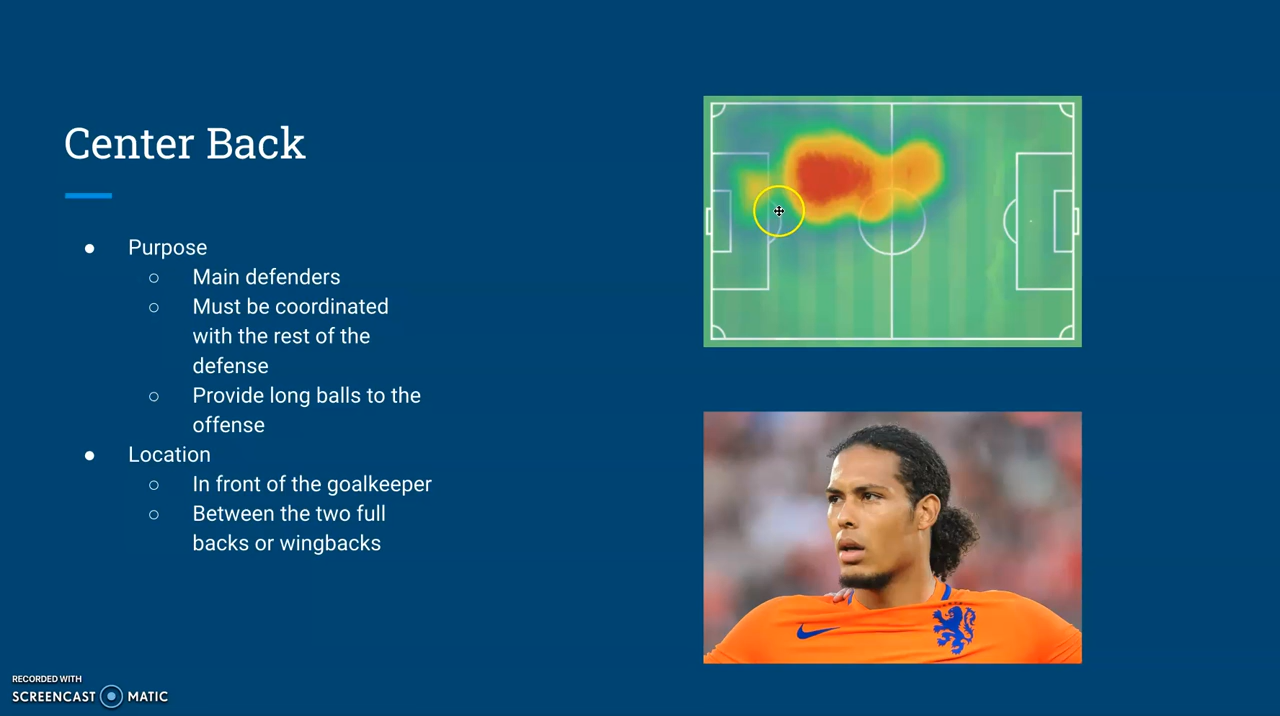 Center Back
● Purpose
○ Main defenders
○ Must be coordinated
with the rest of the
defense
○ Provide long balls to the
offense
● Location
○ In front of the goalkeeper
○ Between the two full
backs or wingbacks
RECORDED WITH
SCREENCAST MATIC